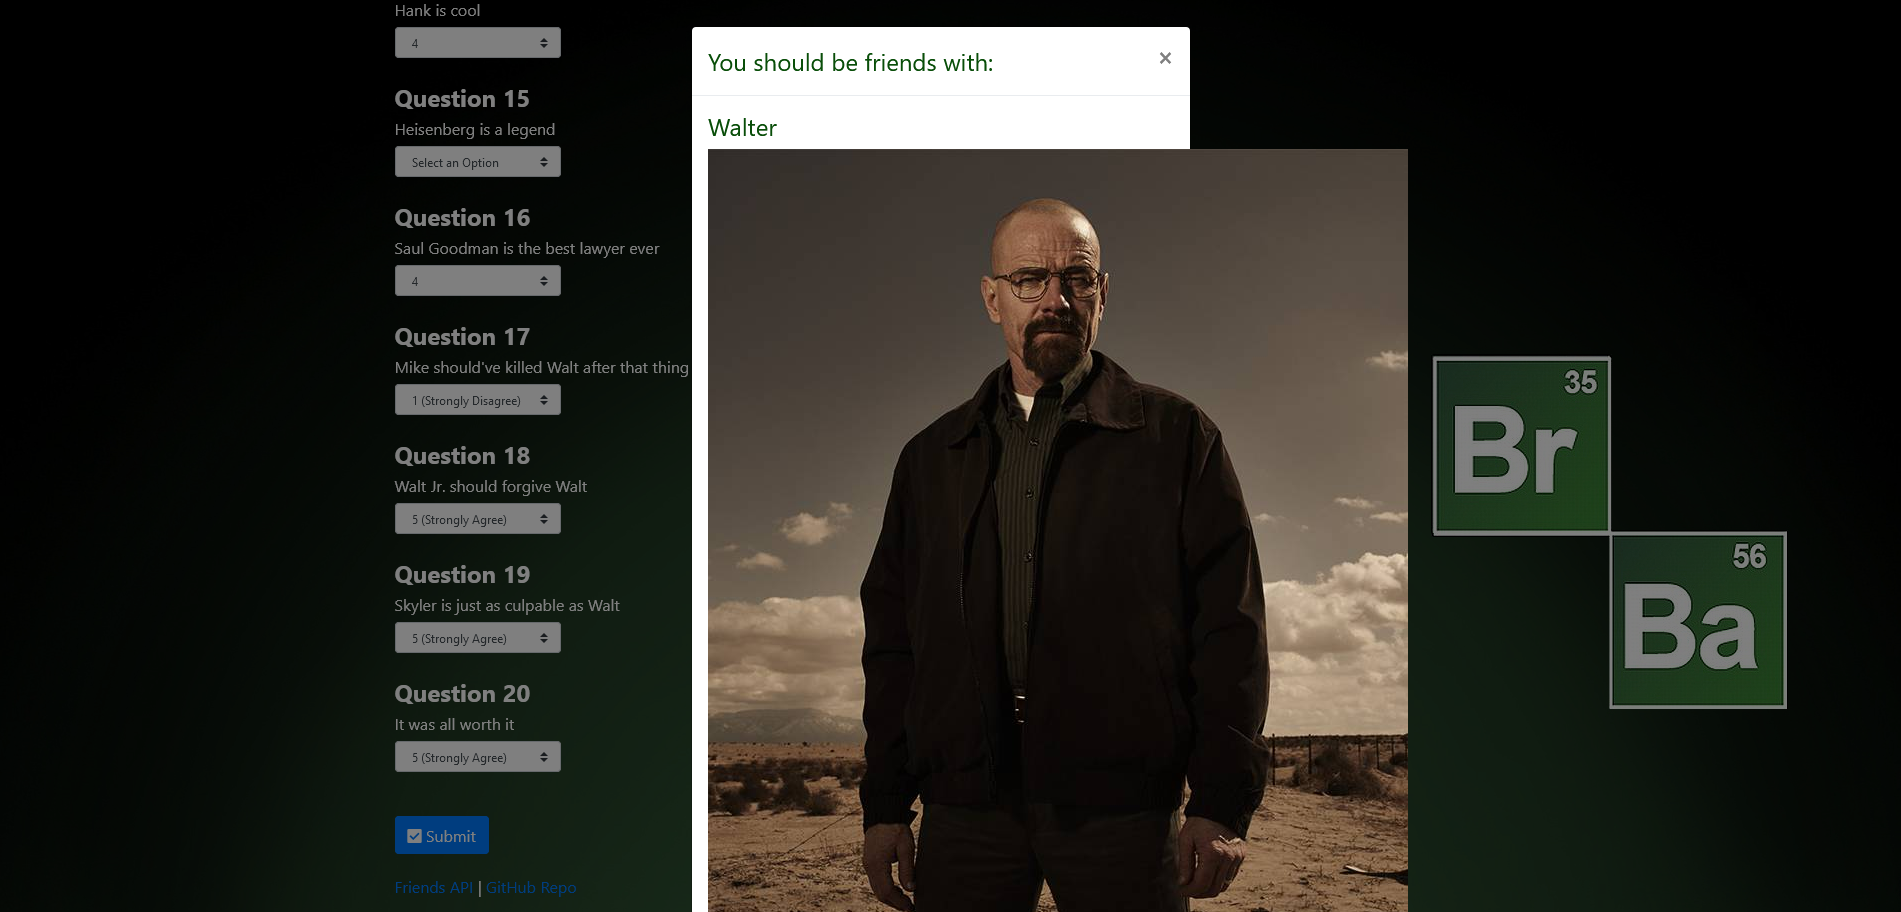 Hank is cool
4
Question 15
Heisenberg is a legend
Select an Option
Question 16
Saul Goodman is the best lawyer ever
4
Question 17
Mike should've killed Walt after that thing
1 (Strongly Disagree)
Question 18
Walt Jr. should forgive Walt
5 (Strongly Agree)
Question 19
Skyler is just as culpable as Walt
5 (Strongly Agree)
Question 20
It was all worth it
5 (Strongly Agree)
Submit
Friends API | GitHub Repo
You should be friends with:
×
Walter
35
Br
56
Ba